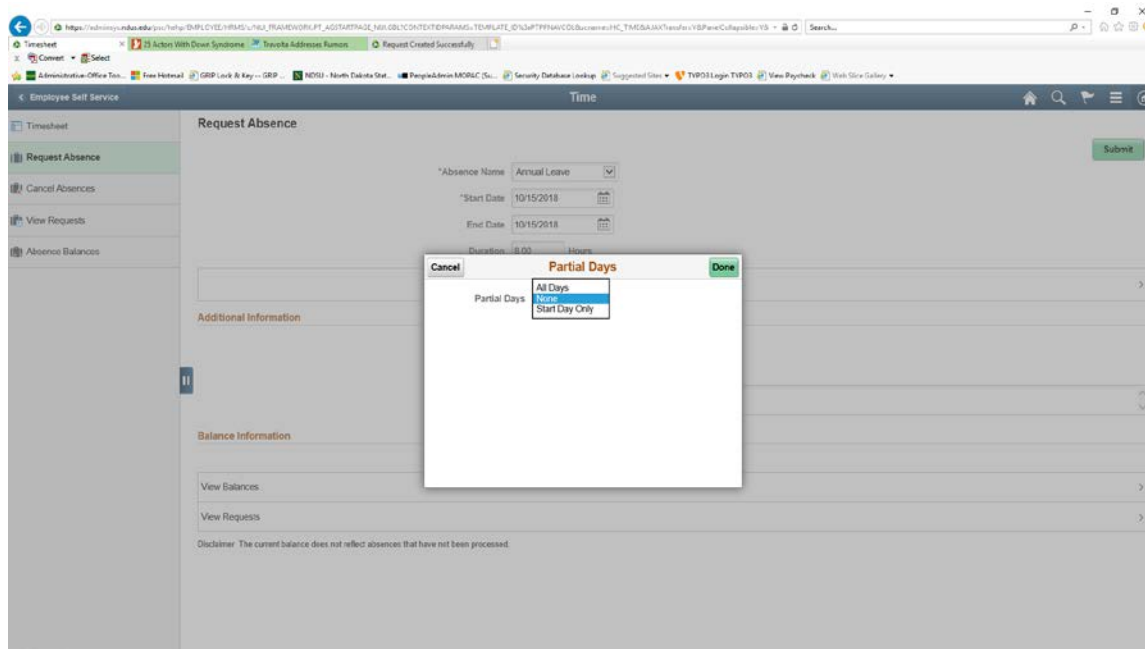 Search...
Timesheet
23 Actors With Down Syndrome
Travolta Addresses Rumors
Request Created Successfully
x Convert Select
Administrative-Office Too... Free Hotmail GRIP Lock & Key -- GRIP ... NDSU - North Dakota Stat... PeopleAdmin MOPAC (Su... Security Database Lookup Suggested Sites TYPO3 Login TYPO3 View Paycheck Web Slice Gallery
Employee Self Service
Time
Timesheet
Request Absence
Cancel Absences
View Requests
Absence Balances
Request Absence
Submit
*Absence Name Annual Leave
*Start Date 10/15/2018
End Date 10/15/2018
Duration 8.00 Hours
Cancel Partial Days Done
Partial Days
All Days
None
Start Day Only
Additional Information
Balance Information
View Balances
View Requests
Disclaimer The current balance does not reflect absences that have not been processed.